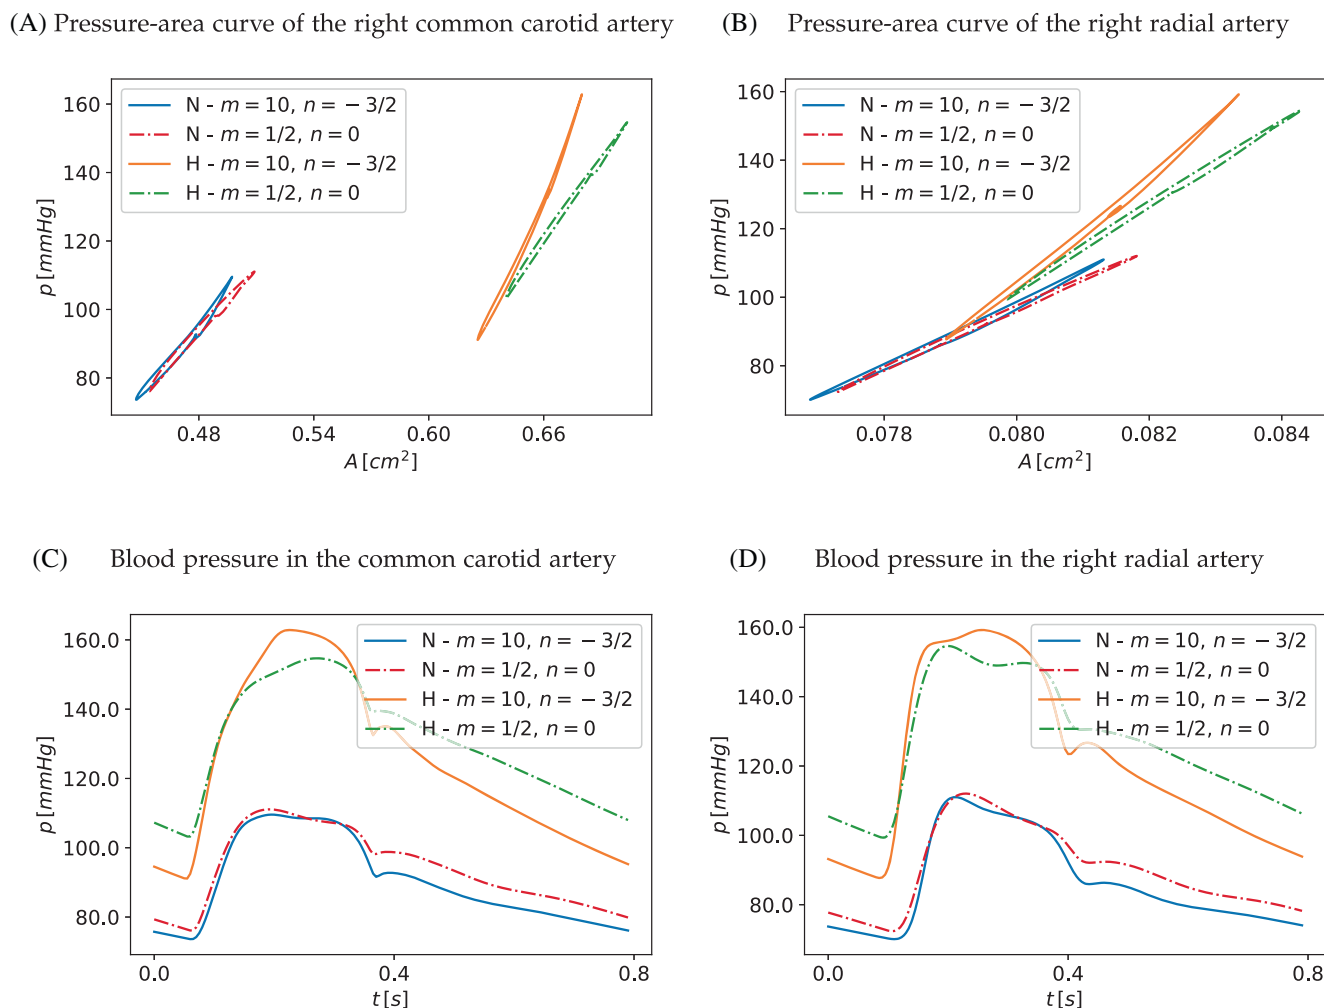 (A) Pressure-area curve of the right common carotid artery
160
140
120
100
80
p [mmHg]
N - m = 10, n = −3/2
N - m = 1/2, n = 0
H - m = 10, n = −3/2
H - m = 1/2, n = 0
0.48 0.54 0.60 0.66
A [cm²]
(B) Pressure-area curve of the right radial artery
160
140
120
100
80
p [mmHg]
N - m = 10, n = −3/2
N - m = 1/2, n = 0
H - m = 10, n = −3/2
H - m = 1/2, n = 0
0.078 0.080 0.082 0.084
A [cm²]
(C) Blood pressure in the common carotid artery
160.0
140.0
120.0
100.0
80.0
p [mmHg]
N - m = 10, n = −3/2
N - m = 1/2, n = 0
H - m = 10, n = −3/2
H - m = 1/2, n = 0
0.0 0.4 0.8
t [s]
(D) Blood pressure in the right radial artery
160.0
140.0
120.0
100.0
80.0
p [mmHg]
N - m = 10, n = −3/2
N - m = 1/2, n = 0
H - m = 10, n = −3/2
H - m = 1/2, n = 0
0.0 0.4 0.8
t [s]